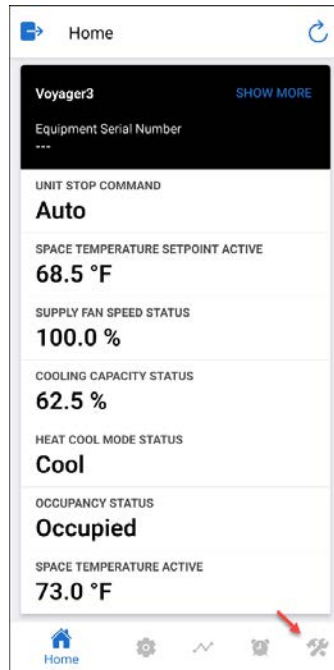 Home
Voyager3 SHOW MORE
Equipment Serial Number
---
UNIT STOP COMMAND
Auto
SPACE TEMPERATURE SETPOINT ACTIVE
68.5 °F
SUPPLY FAN SPEED STATUS
100.0 %
COOLING CAPACITY STATUS
62.5 %
HEAT COOL MODE STATUS
Cool
OCCUPANCY STATUS
Occupied
SPACE TEMPERATURE ACTIVE
73.0 °F
Home